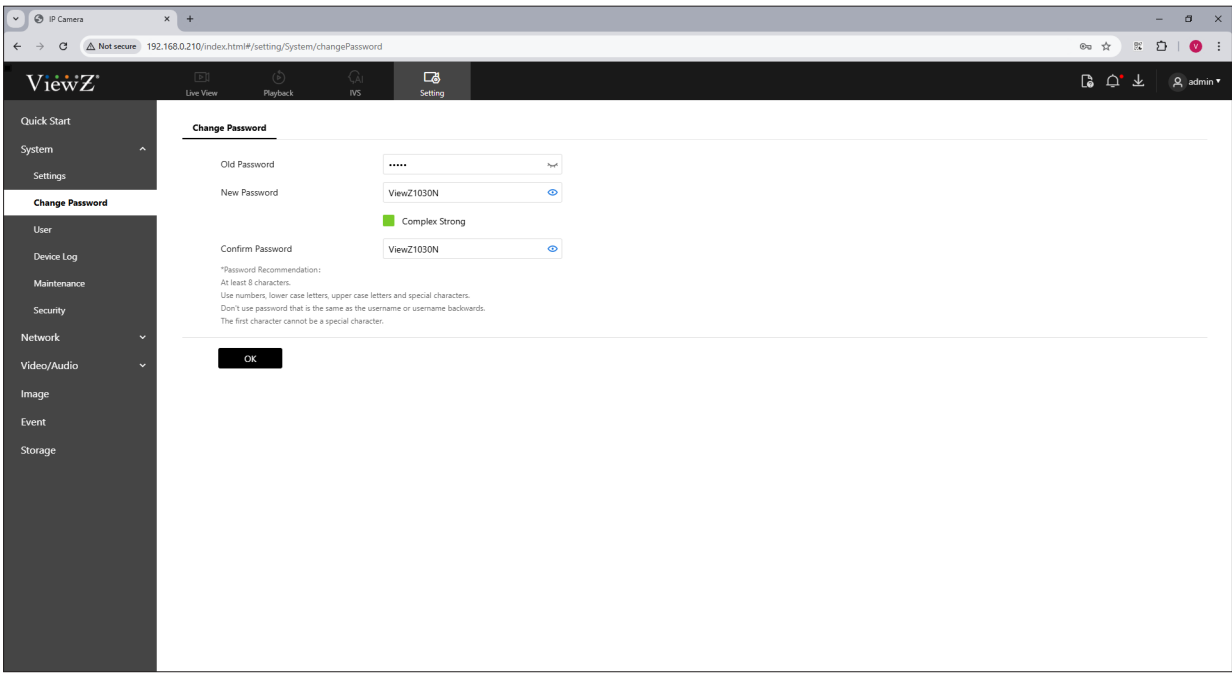 IP Camera
Not secure 192.168.0.210/index.html#/setting/System/changePassword
V
ViewZ
Live View Playback IVS Setting
admin
Quick Start
System
Settings
Change Password
User
Device Log
Maintenance
Security
Network
Video/Audio
Image
Event
Storage
Change Password
Old Password •••••
New Password ViewZ1030N
Complex Strong
Confirm Password ViewZ1030N
*Password Recommendation:
At least 8 characters.
Use numbers, lower case letters, upper case letters and special characters.
Don't use password that is the same as the username or username backwards.
The first character cannot be a special character.
OK